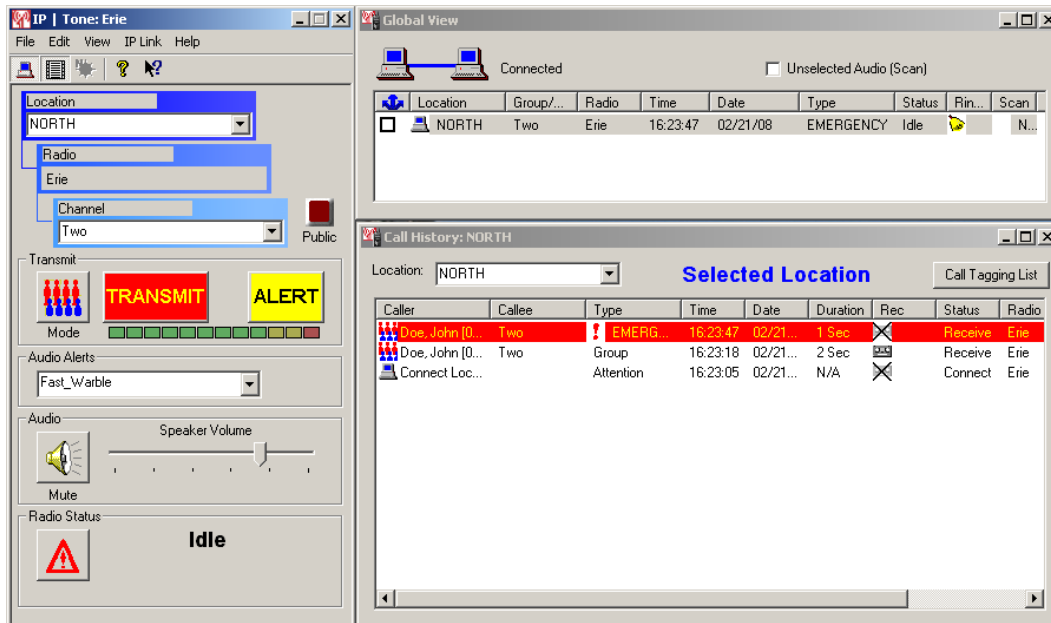 IP | Tone: Erie
File Edit View IP Link Help
Location
NORTH
Radio
Erie
Channel
Two
Public
Transmit
TRANSMIT
ALERT
Mode
Audio Alerts
Fast_Warble
Audio
Speaker Volume
Mute
Radio Status
Idle
Global View
Connected
Unselected Audio (Scan)
Location Group/... Radio Time Date Type Status Rin... Scan
NORTH Two Erie 16:23:47 02/21/08 EMERGENCY Idle N...
Call History: NORTH
Location: NORTH Selected Location Call Tagging List
Caller Callee Type Time Date Duration Rec Status Radio
Doe, John [0... Two EMERG... 16:23:47 02/21... 1 Sec Receive Erie
Doe, John [0... Two Group 16:23:18 02/21... 2 Sec Receive Erie
Connect Loc... Attention 16:23:05 02/21... N/A Connect Erie